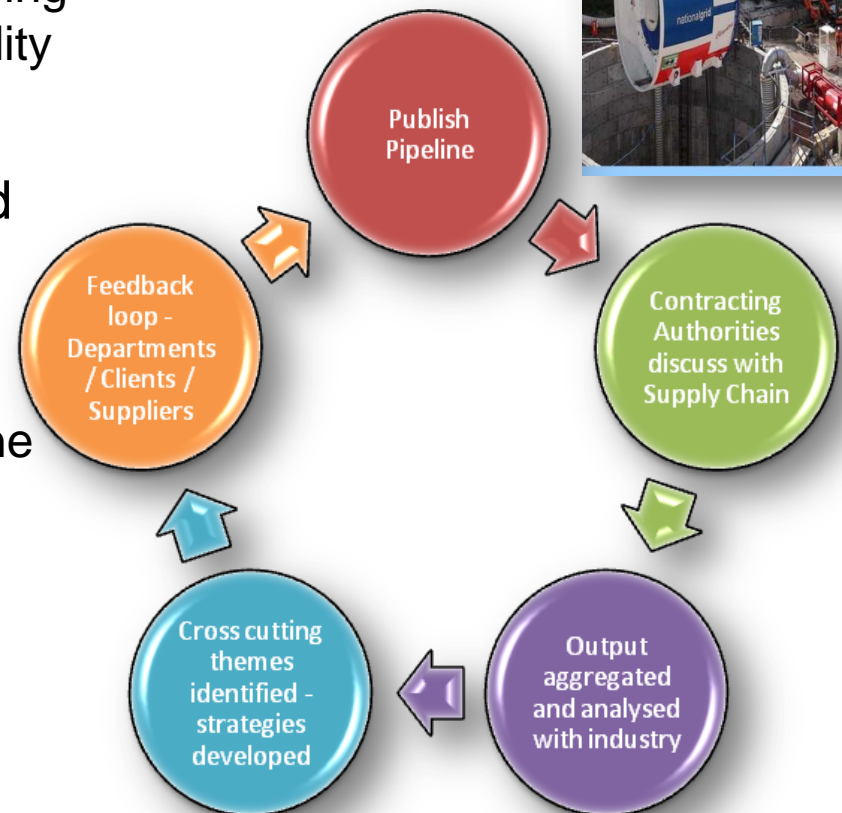 Publish
Pipeline
Contracting
Authorities
discuss with
Supply Chain
Output
aggregated
and analysed
with industry
Cross cutting
themes
identified -
strategies
developed
Feedback
loop -
Departments
/ Clients /
Suppliers
nationalgrid